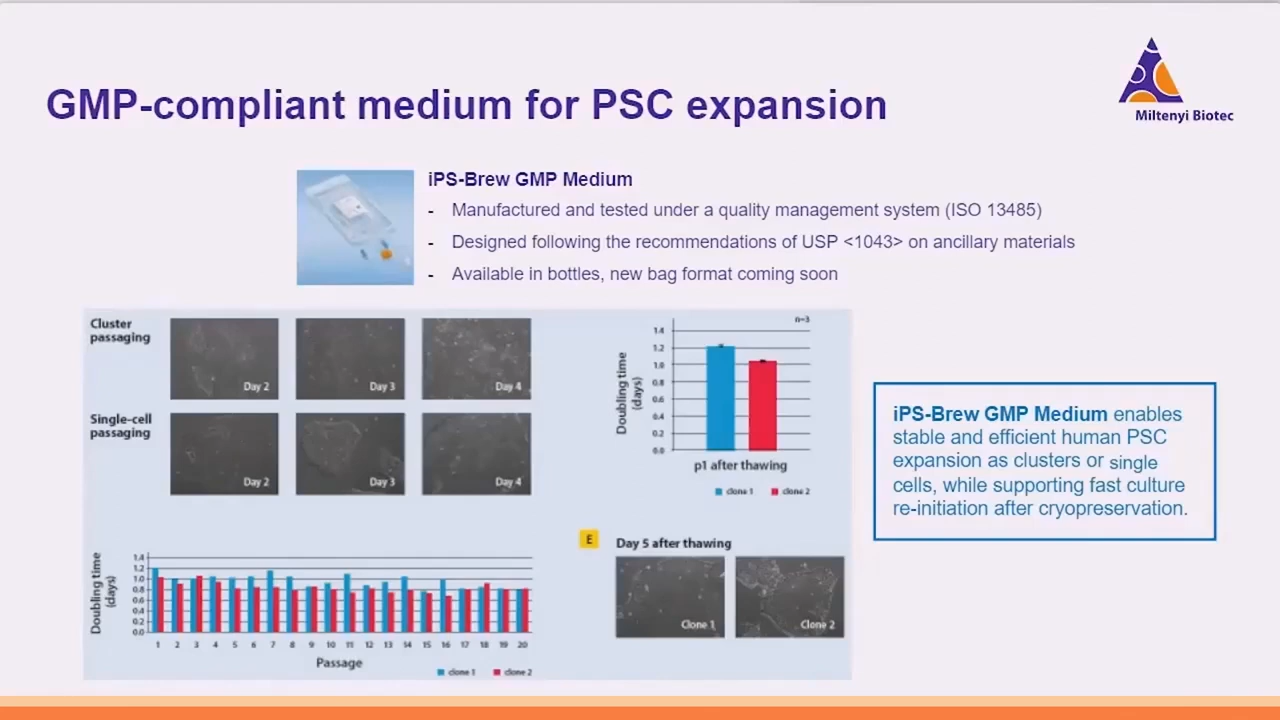 GMP-compliant medium for PSC expansion
Miltenyi Biotec
iPS-Brew GMP Medium
- Manufactured and tested under a quality management system (ISO 13485)
- Designed following the recommendations of USP <1043> on ancillary materials
- Available in bottles, new bag format coming soon
Cluster
passaging
Day 2
Day 3
Day 4
Single-cell
passaging
Day 2
Day 3
Day 4
n=3
Doubling time
(days)
1.4
1.2
1.0
0.8
0.6
0.4
0.2
0.0
p1 after thawing
clone 1
clone 2
iPS-Brew GMP Medium enables
stable and efficient human PSC
expansion as clusters or single
cells, while supporting fast culture
re-initiation after cryopreservation.
Doubling time
(days)
1.4
1.2
1.0
0.8
0.6
0.4
0.2
0.0
1 2 3 4 5 6 7 8 9 10 11 12 13 14 15 16 17 18 19 20
Passage
clone 1
clone 2
E
Day 5 after thawing
Clone 1
Clone 2